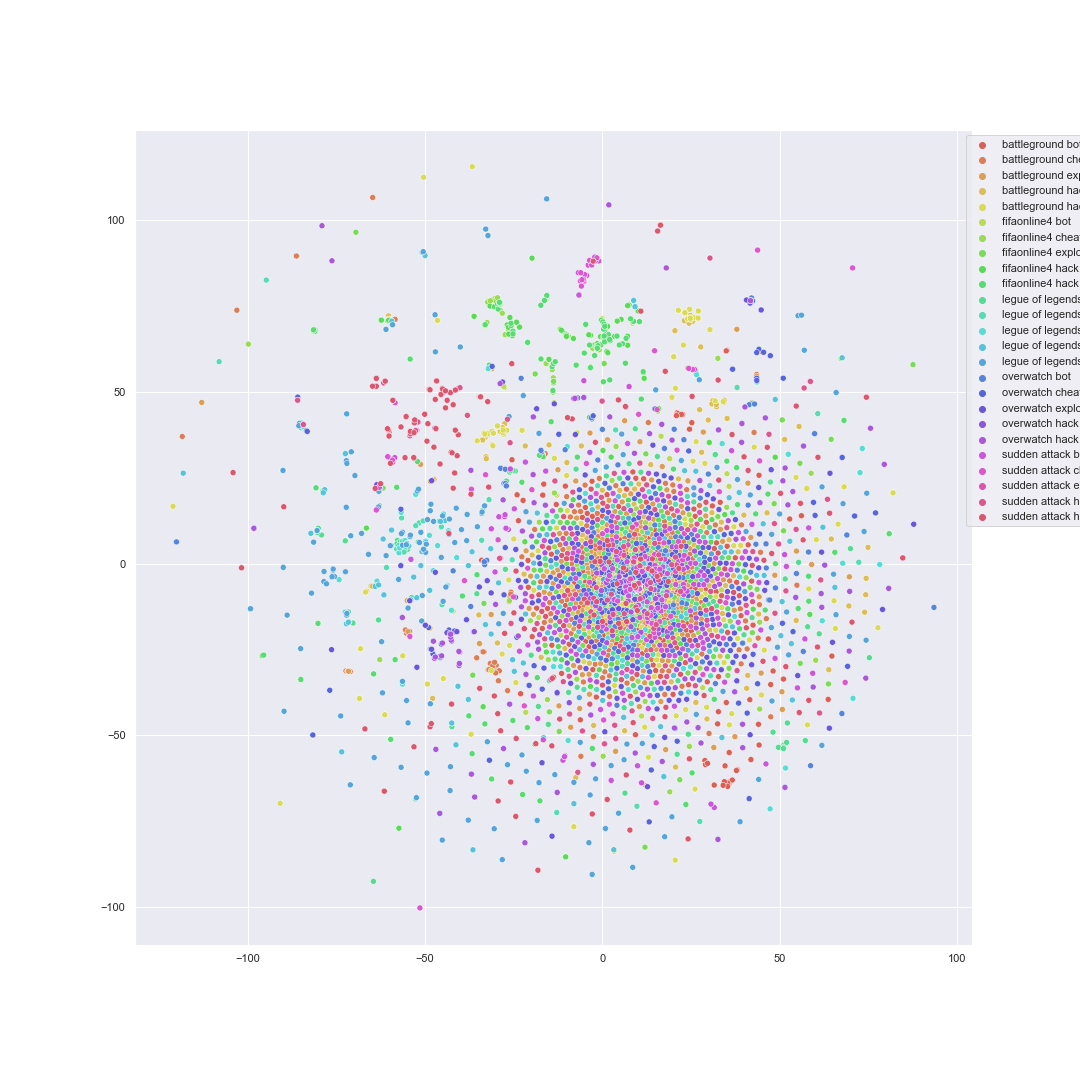 100
50
0
−50
−100
−100
−50
0
50
100
battleground bot
battleground che
battleground exp
battleground hac
battleground hac
fifaonline4 bot
fifaonline4 cheat
fifaonline4 explo
fifaonline4 hack
fifaonline4 hack
legue of legends
legue of legends
legue of legends
legue of legends
legue of legends
overwatch bot
overwatch cheat
overwatch explo
overwatch hack
overwatch hack
sudden attack b
sudden attack cl
sudden attack e
sudden attack h
sudden attack h